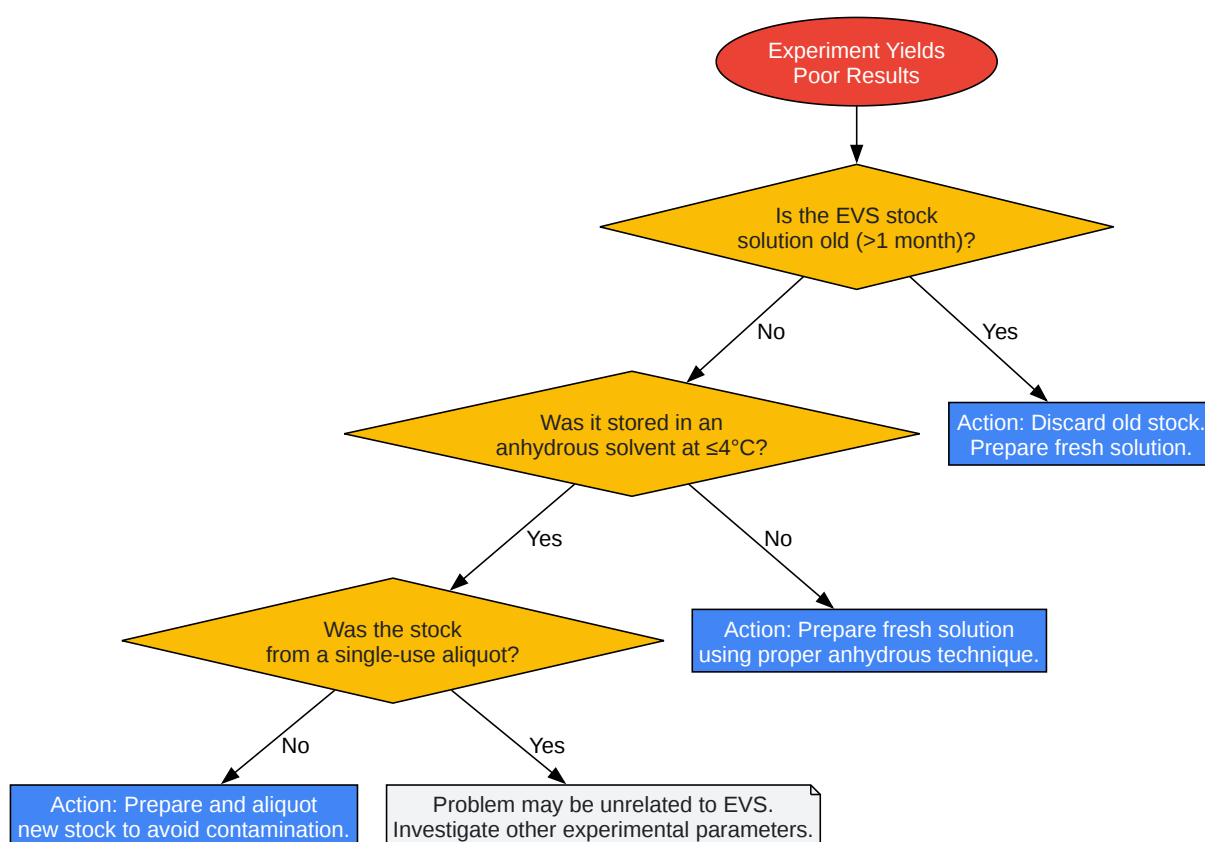 Experiment Yields
Poor Results
Is the EVS stock
solution old (>1 month)?
No
Yes
Was it stored in an
anhydrous solvent at ≤4°C?
Action: Discard old stock.
Prepare fresh solution.
Yes
No
Was the stock
from a single-use aliquot?
Action: Prepare fresh solution
using proper anhydrous technique.
No
Yes
Action: Prepare and aliquot
new stock to avoid contamination.
Problem may be unrelated to EVS.
Investigate other experimental parameters.